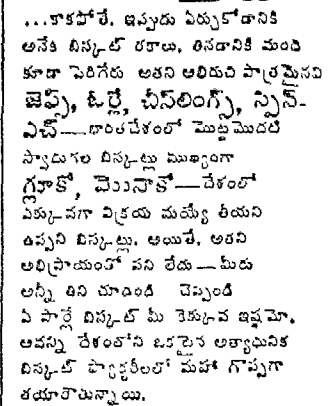 ...కాకపోతే, ఇప్పుడు ఏర్చుకోడానికి
అనేక బిస్కట్ రకాలు, తినడానికి మంది
కూడా పెరిగేరు అతని అభిరుచి పాత్రమైనవి
జెఫ్స్, ఓర్లే, చీస్‌లింగ్స్, స్పిన్-
ఎచ్—భారతదేశంలో మొట్టమొదటి
స్వాదుగల బిస్కట్లు ముఖ్యంగా
గ్లూకో, మొనాకో—దేశంలో
ఎక్కువగా విక్రయ మయ్యే తీయని
ఉప్పని బిస్కట్లు. అయితే, అతని
అభిప్రాయంతో పని లేదు—మీరు
అన్నీ తిని చూడండి చెప్పండి
ఏ పార్లే బిస్కట్ మీ కెక్కువ ఇష్టమో.
అవన్ని దేశంలోని ఒకటైన అత్యాధునిక
బిస్కట్ ఫ్యాక్టరీలలో మహా గొప్పగా
తయారౌతున్నాయి.